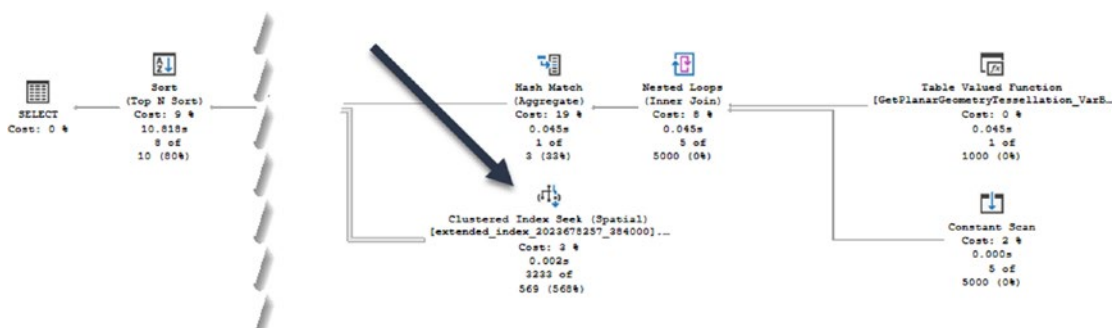 SELECT
Cost: 0 %
Sort
(Top N Sort)
Cost: 9 %
10.818s
8 of
10 (80%)
Hash Match
(Aggregate)
Cost: 19 %
0.045s
1 of
3 (33%)
Nested Loops
(Inner Join)
Cost: 8 %
0.045s
5 of
5000 (0%)
Table Valued Function
[GetPlanarGeometryTessellation_VarB...
Cost: 0 %
0.045s
1 of
1000 (0%)
Clustered Index Seek (Spatial)
[extended_index_2023678257_384000]....
Cost: 3 %
0.002s
3233 of
569 (568%)
Constant Scan
Cost: 2 %
0.000s
5 of
5000 (0%)